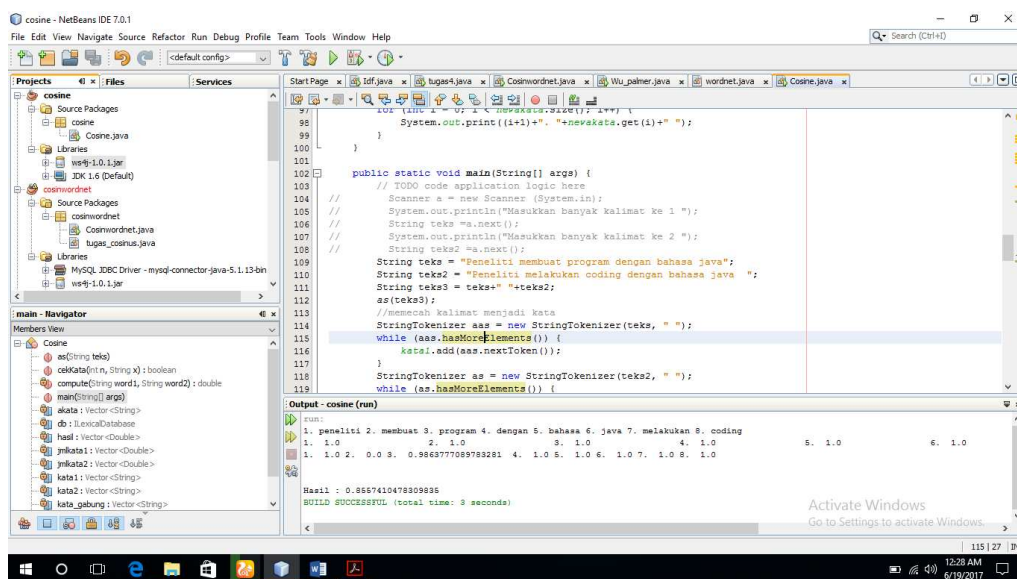 cosine - NetBeans IDE 7.0.1
File Edit View Navigate Source Refactor Run Debug Profile Team Tools Window Help
Search (Ctrl+I)
<default config>
Projects Files Services
cosine
Source Packages
cosine
Cosine.java
Libraries
ws4j-1.0.1.jar
JDK 1.6 (Default)
cosinwordnet
Source Packages
cosinwordnet
Cosinwordnet.java
tugas_cosinus.java
Libraries
MySQL JDBC Driver - mysql-connector-java-5.1.13-bin
ws4j-1.0.1.jar
main - Navigator
Members View
Cosine
as(String teks)
cekKata(int n, String x) : boolean
compute(String word1, String word2) : double
main(String[] args)
akata : Vector<String>
db : ILexicalDatabase
hasil : Vector<Double>
jmlkata1 : Vector<Double>
jmlkata2 : Vector<Double>
kata1 : Vector<String>
kata2 : Vector<String>
kata_gabung : Vector<String>
Start Page Idf.java tugas4.java Cosinwordnet.java Wu_palmer.java wordnet.java Cosine.java
97 for (int i = 0; i < newakata.size(); i++) {
98 System.out.print((i+1)+". "+newakata.get(i)+" ");
99 }
100 }
101
102 public static void main(String[] args) {
103 // TODO code application logic here
104 // Scanner a = new Scanner (System.in);
105 // System.out.println("Masukkan banyak kalimat ke 1 ");
106 // String teks =a.next();
107 // System.out.println("Masukkan banyak kalimat ke 2 ");
108 // String teks2 =a.next();
109 String teks = "Peneliti membuat program dengan bahasa java";
110 String teks2 = "Peneliti melakukan coding dengan bahasa java  ";
111 String teks3 = teks+" "+teks2;
112 as(teks3);
113 //memecah kalimat menjadi kata
114 StringTokenizer aas = new StringTokenizer(teks, " ");
115 while (aas.hasMoreElements()) {
116 kata1.add(aas.nextToken());
117 }
118 StringTokenizer as = new StringTokenizer(teks2, " ");
119 while (as.hasMoreElements()) {
Output - cosine (run)
run:
1. peneliti 2. membuat 3. program 4. dengan 5. bahasa 6. java 7. melakukan 8. coding
1. 1.0 2. 1.0 3. 1.0 4. 1.0 5. 1.0 6. 1.0
1. 1.0 2. 0.0 3. 0.9863777089783281 4. 1.0 5. 1.0 6. 1.0 7. 1.0 8. 1.0
Hasil : 0.8557410478309835
BUILD SUCCESSFUL (total time: 3 seconds)
Activate Windows
Go to Settings to activate Windows.
115 | 27
12:28 AM
6/19/2017